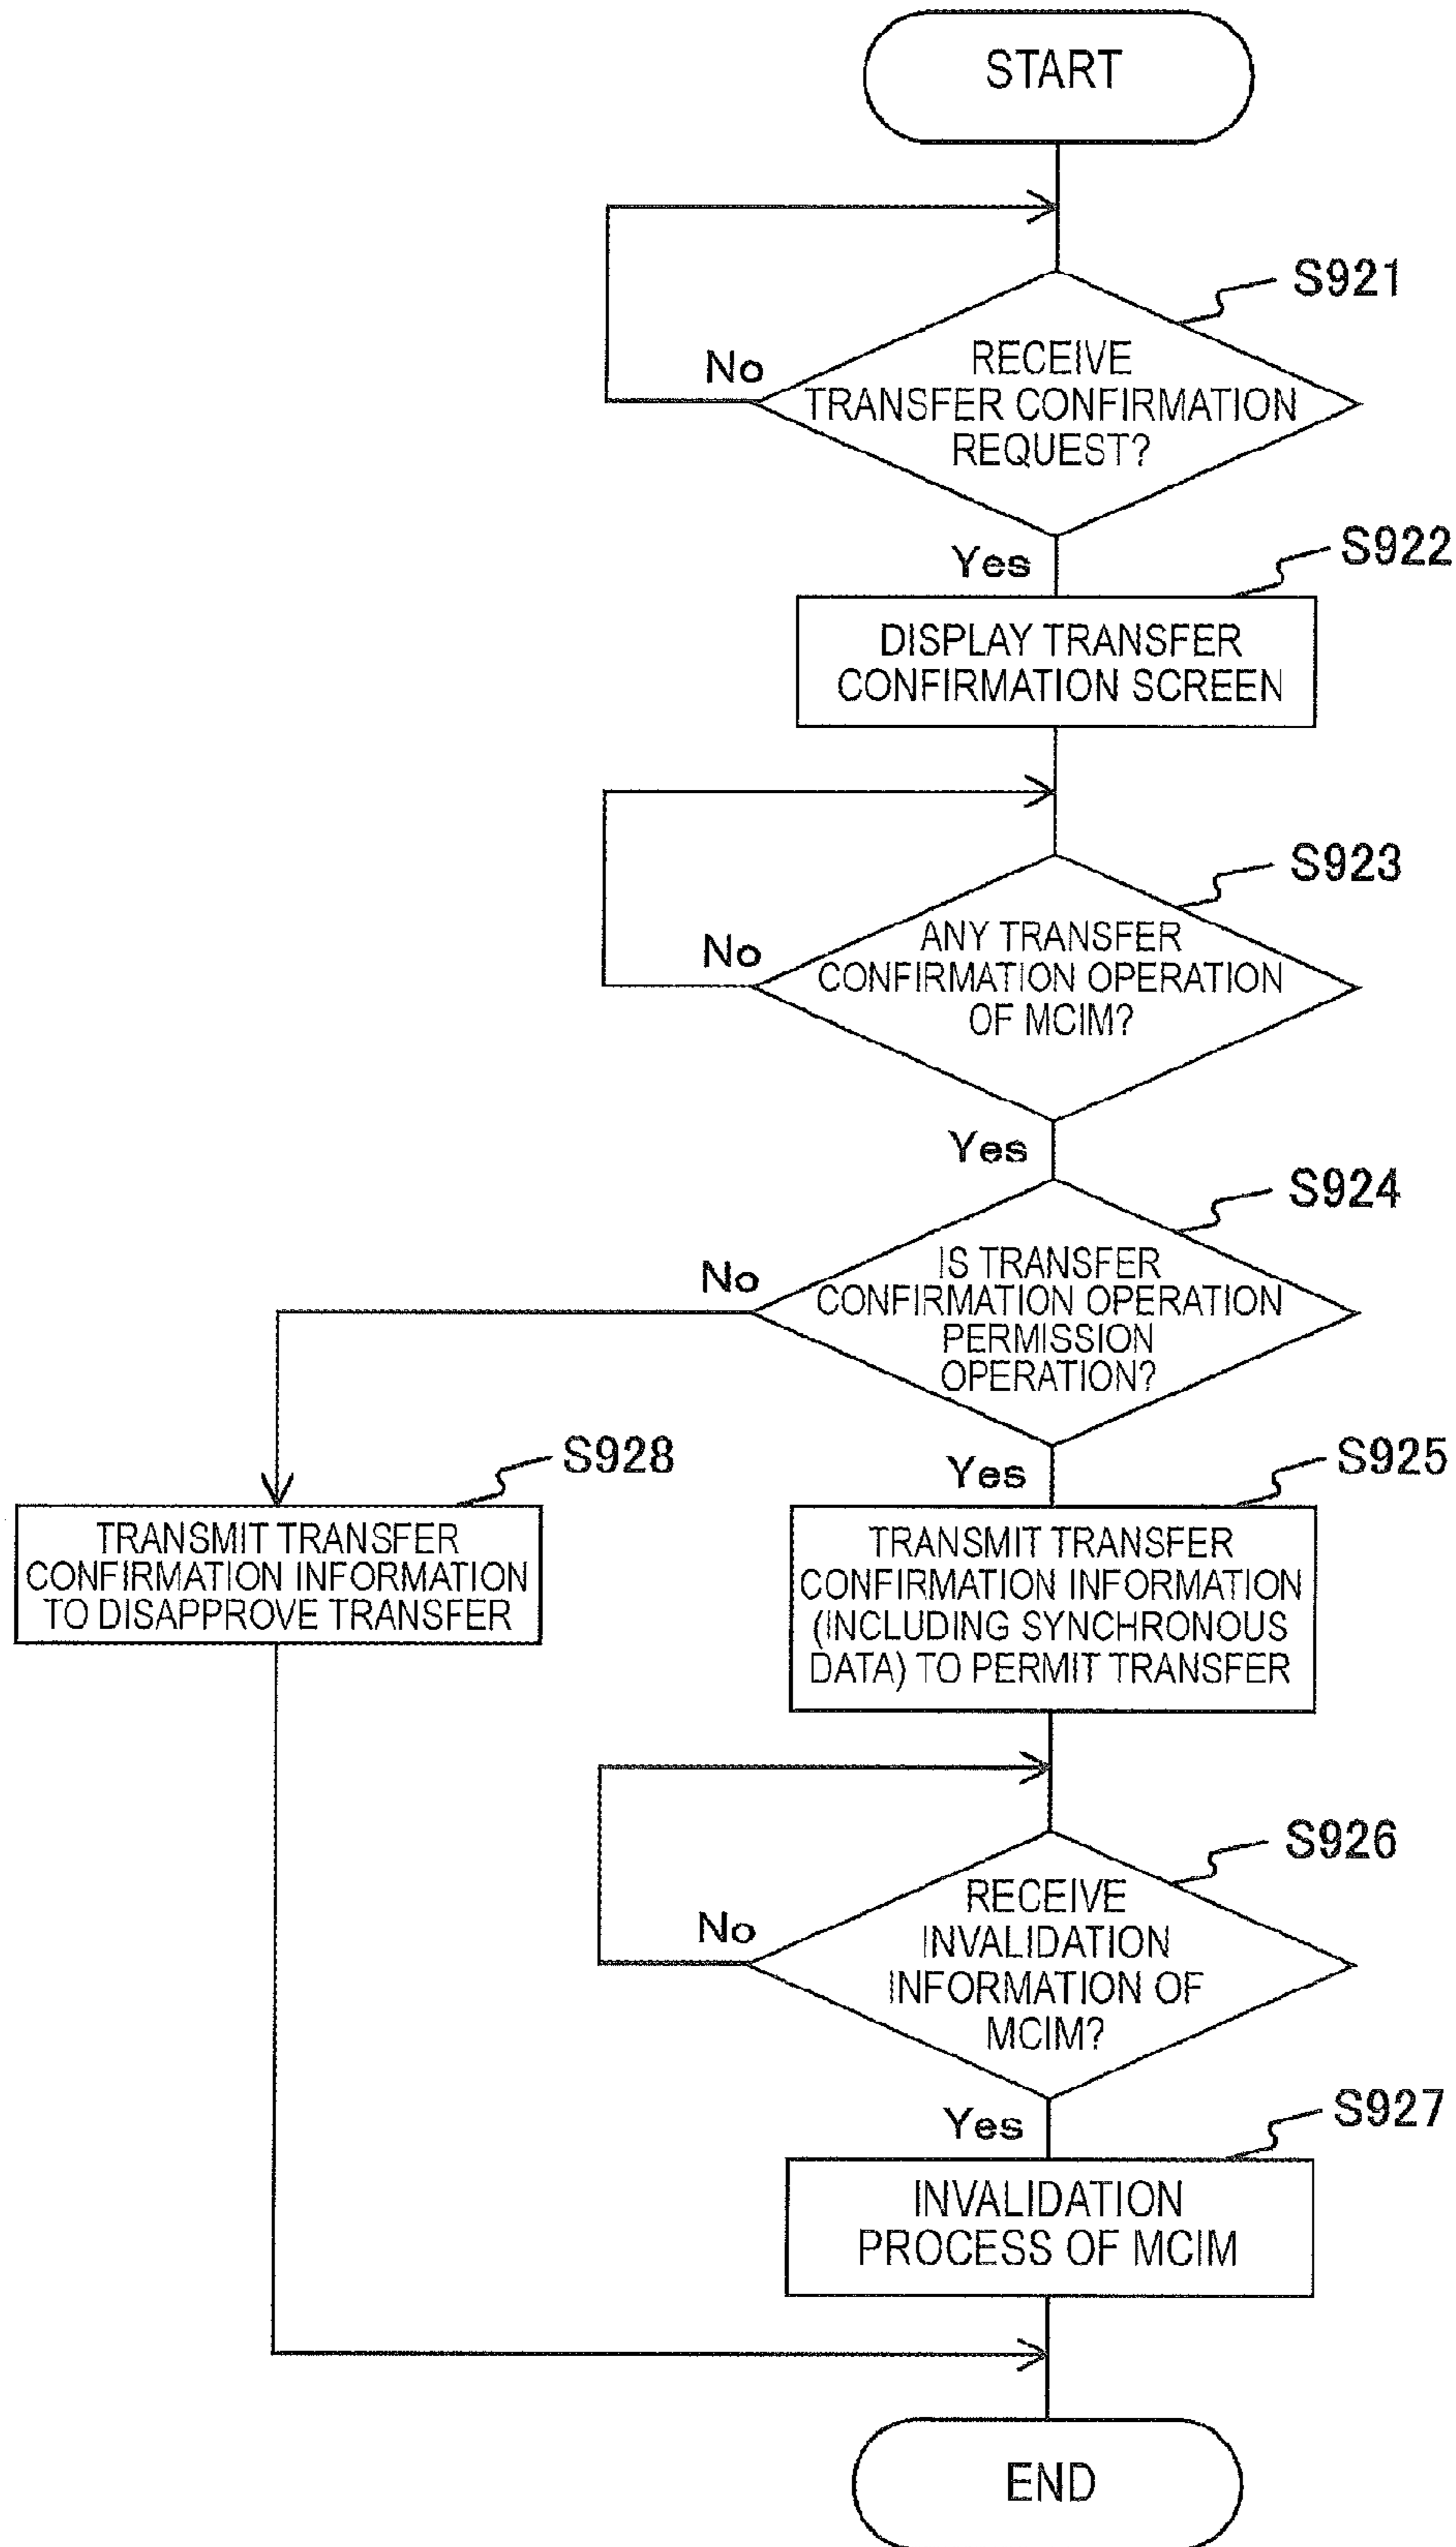 START
S921
RECEIVE
TRANSFER CONFIRMATION
REQUEST?
No
Yes
S922
DISPLAY TRANSFER
CONFIRMATION SCREEN
S923
ANY TRANSFER
CONFIRMATION OPERATION
OF MCIM?
No
Yes
S924
IS TRANSFER
CONFIRMATION OPERATION
PERMISSION
OPERATION?
No
Yes
S928
TRANSMIT TRANSFER
CONFIRMATION INFORMATION
TO DISAPPROVE TRANSFER
S925
TRANSMIT TRANSFER
CONFIRMATION INFORMATION
(INCLUDING SYNCHRONOUS
DATA) TO PERMIT TRANSFER
S926
RECEIVE
INVALIDATION
INFORMATION OF
MCIM?
No
Yes
S927
INVALIDATION
PROCESS OF MCIM
END